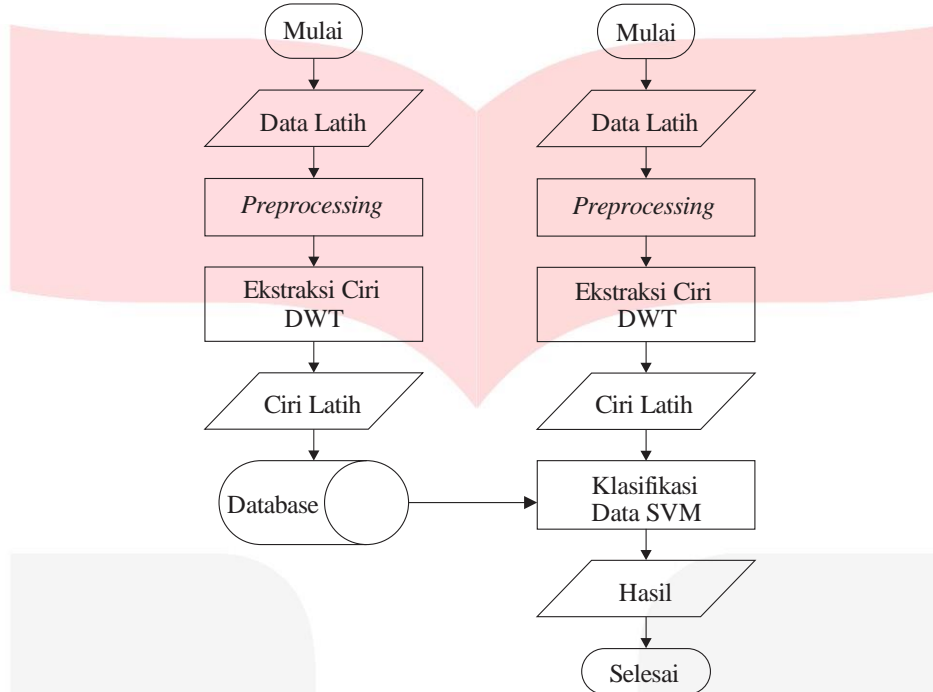 Mulai
Data Latih
Preprocessing
Ekstraksi Ciri
DWT
Ciri Latih
Database
Mulai
Data Latih
Preprocessing
Ekstraksi Ciri
DWT
Ciri Latih
Klasifikasi
Data SVM
Hasil
Selesai